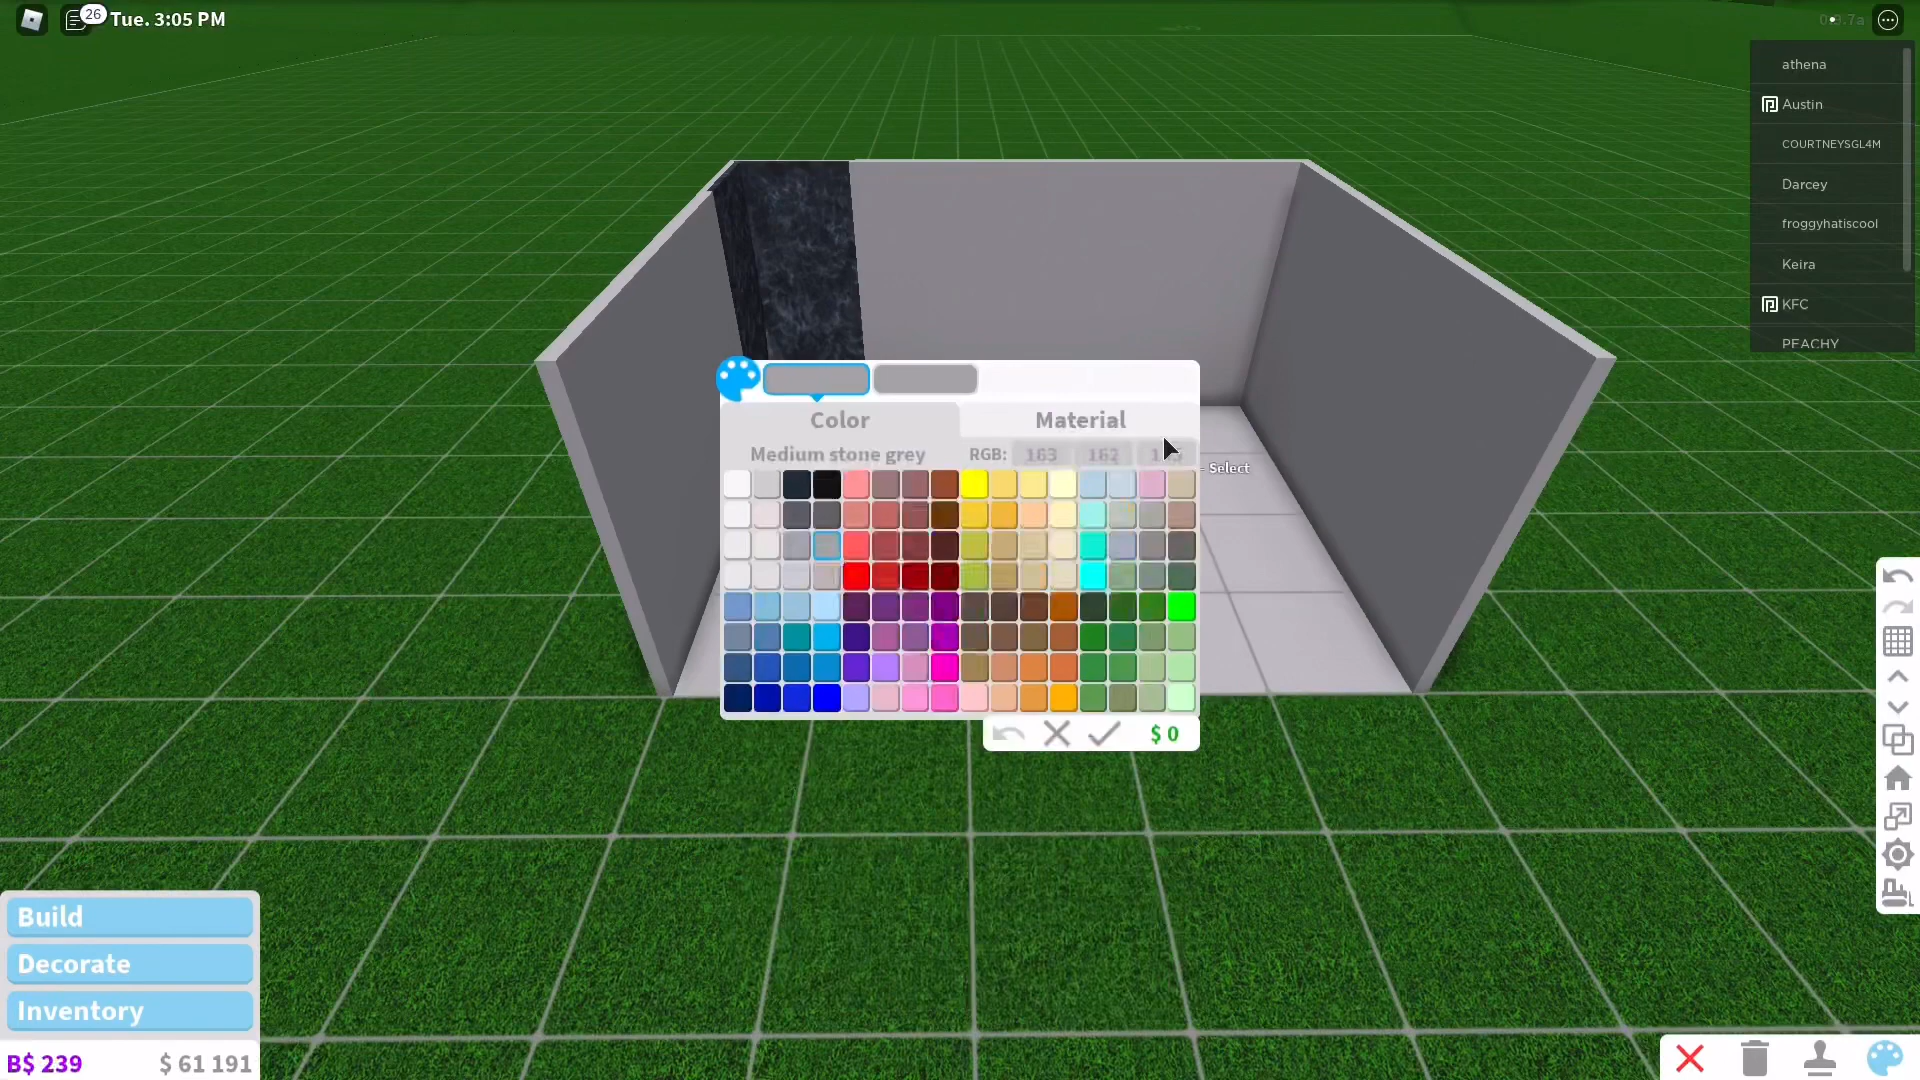 26
Tue. 3:05 PM
athena
Austin
COURTNEYSGL4M
Darcey
froggyhatiscool
Keira
KFC
PEACHY
Color
Material
Medium stone grey
RGB: 163 162
- Select
$ 0
Build
Decorate
Inventory
B$ 239
$ 61 191